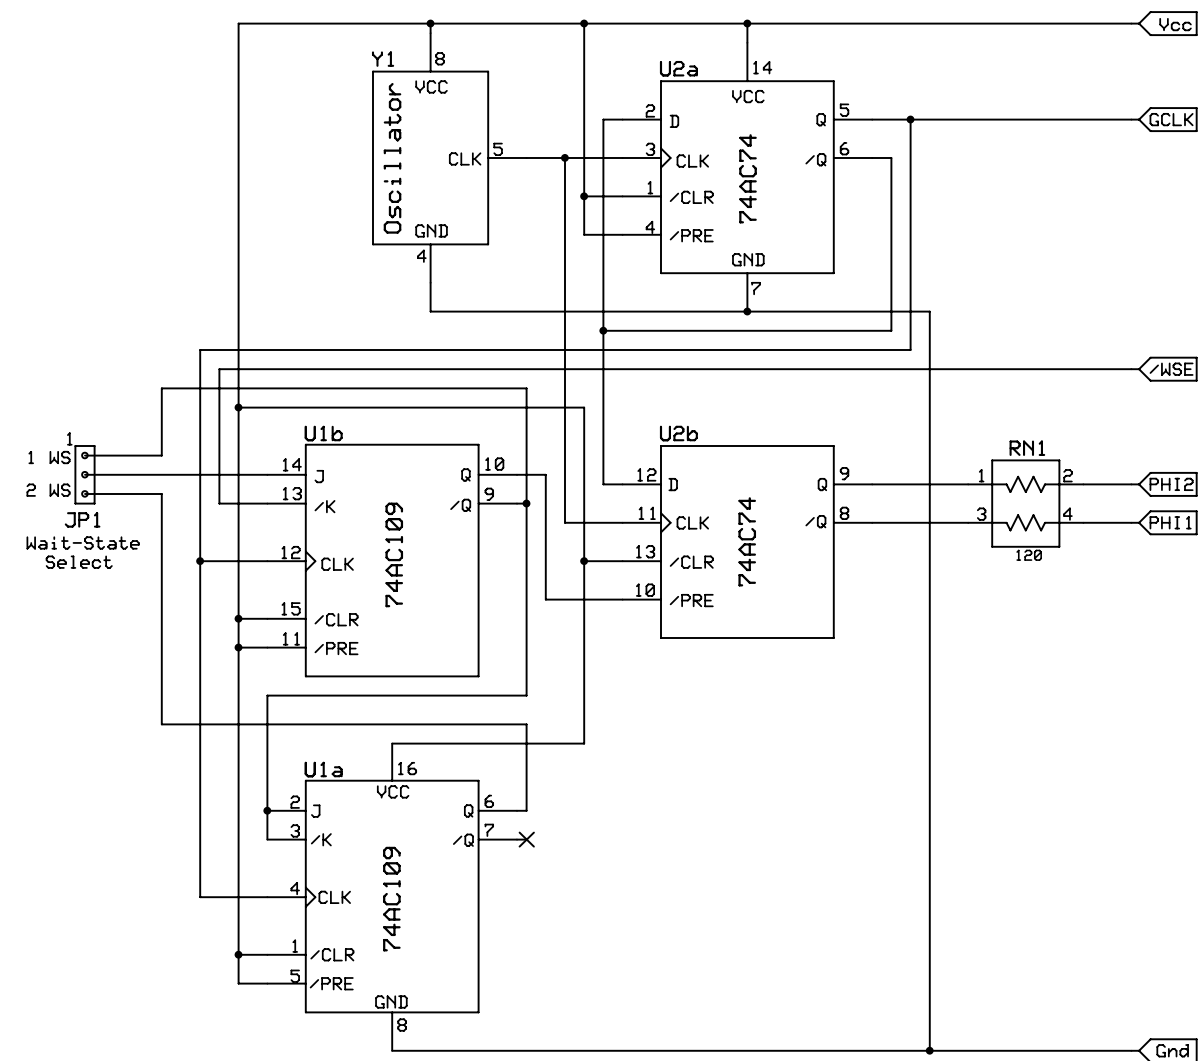 Vcc
Y1
8
VCC
Oscillator
CLK
5
GND
4
U2a
14
VCC
2
D
3
CLK
1
/CLR
4
/PRE
74AC74
Q
5
/Q
6
GND
7
GCLK
/WSE
1
1 WS
2 WS
JP1
Wait-State
Select
U1b
14
J
13
/K
12
CLK
15
/CLR
11
/PRE
74AC109
Q
10
/Q
9
U2b
12
D
11
CLK
13
/CLR
10
/PRE
74AC74
Q
9
/Q
8
RN1
1
2
3
4
120
PHI2
PHI1
U1a
16
VCC
2
J
3
/K
4
CLK
1
/CLR
5
/PRE
74AC109
Q
6
/Q
7
GND
8
Gnd